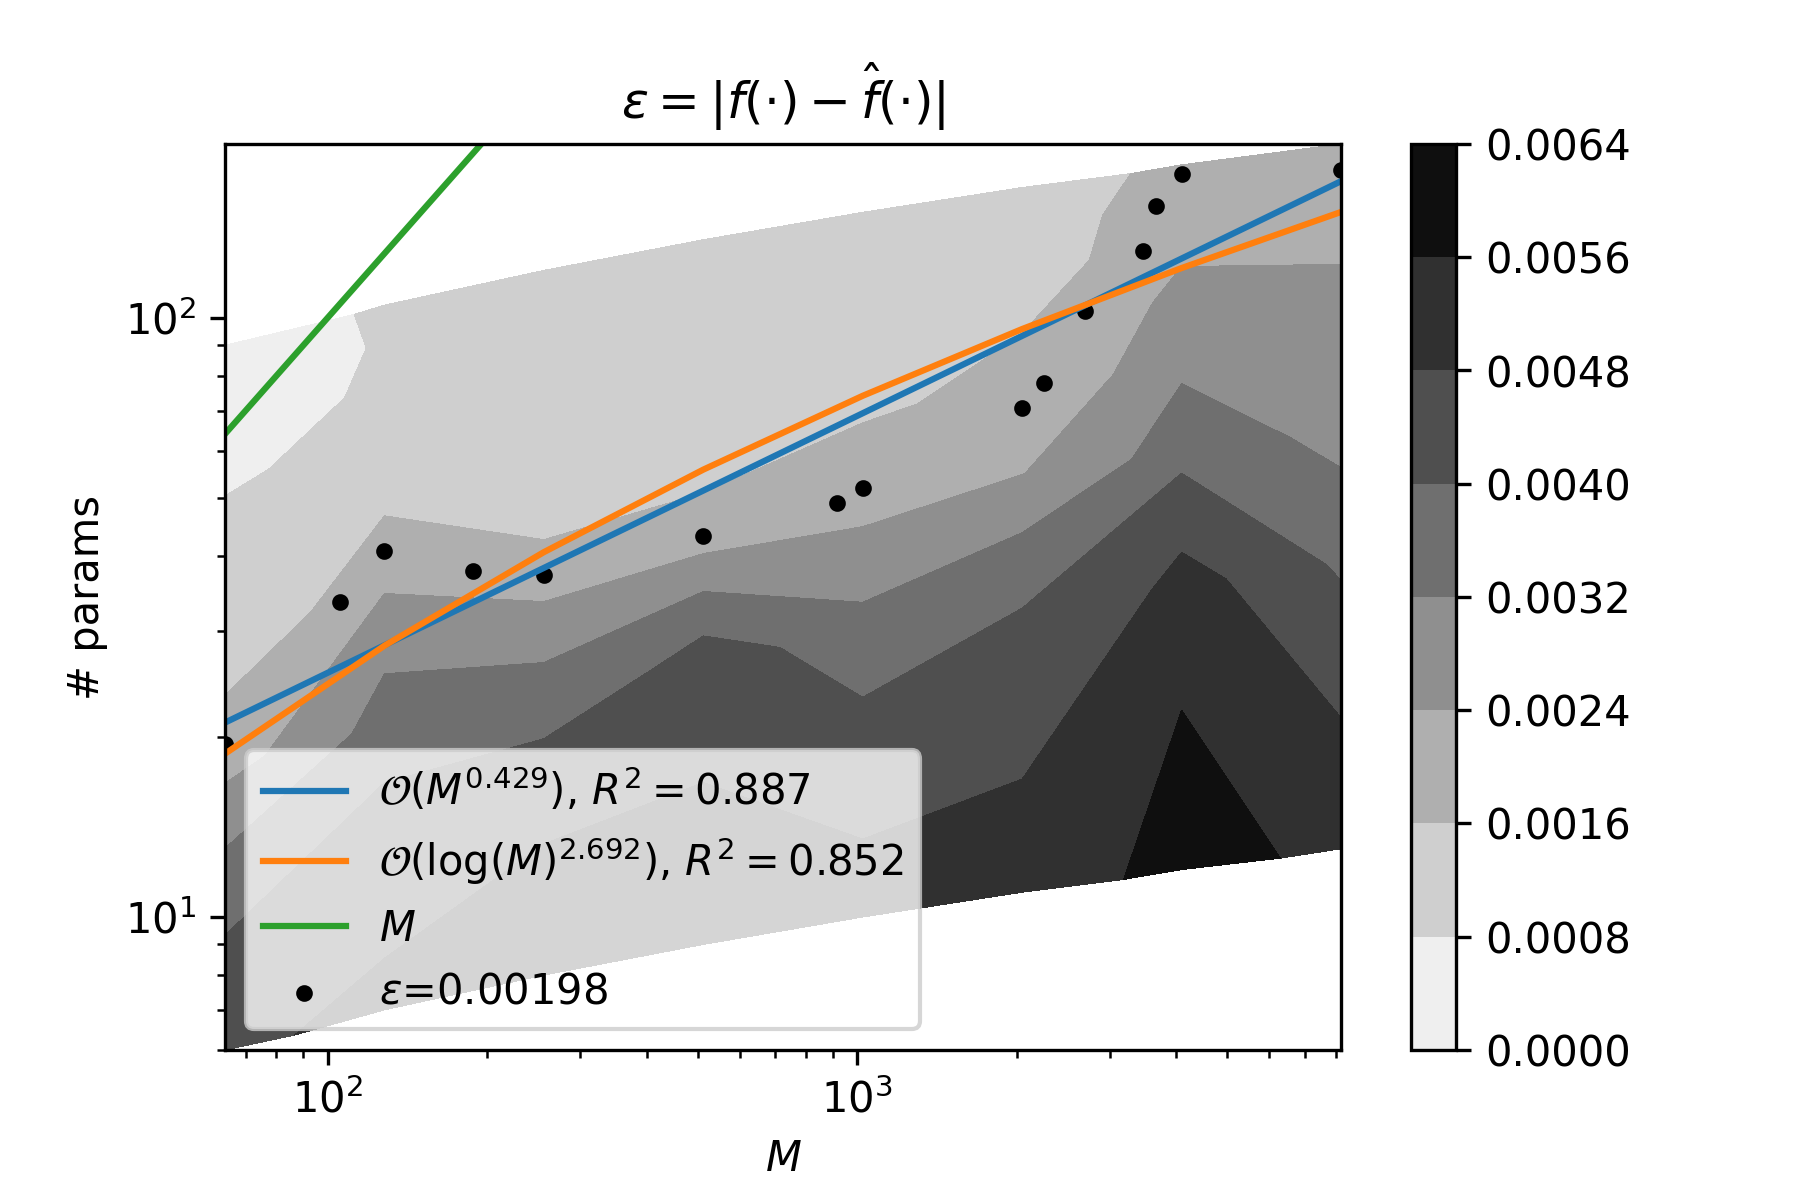 ε = |f(·) − f̂(·)|
# params
10²
10¹
𝒪(M^0.429), R² = 0.887
𝒪(log(M)^2.692), R² = 0.852
M
ε=0.00198
10² 10³
M
0.0064
0.0056
0.0048
0.0040
0.0032
0.0024
0.0016
0.0008
0.0000